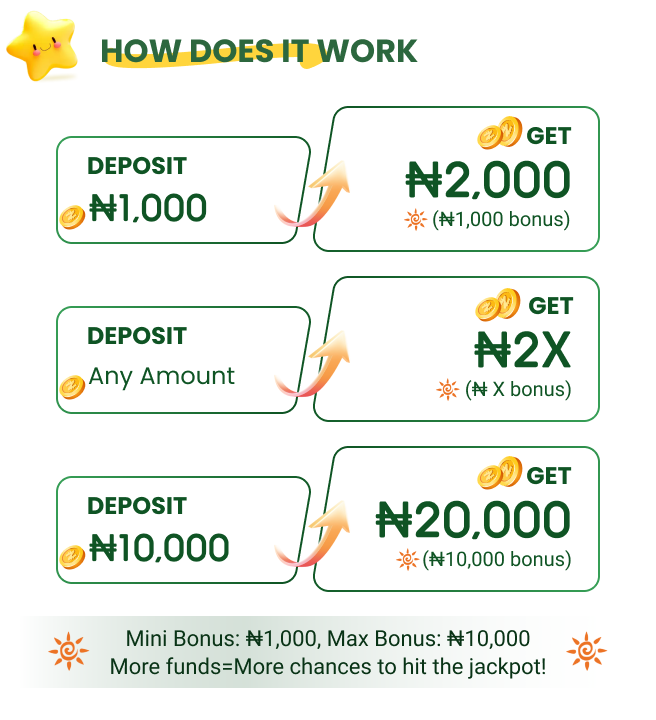 HOW DOES IT WORK
DEPOSIT
₦1,000
GET
₦2,000
(₦1,000 bonus)
DEPOSIT
Any Amount
GET
₦2X
(₦ X bonus)
DEPOSIT
₦10,000
GET
₦20,000
(₦10,000 bonus)
Mini Bonus: ₦1,000, Max Bonus: ₦10,000
More funds=More chances to hit the jackpot!